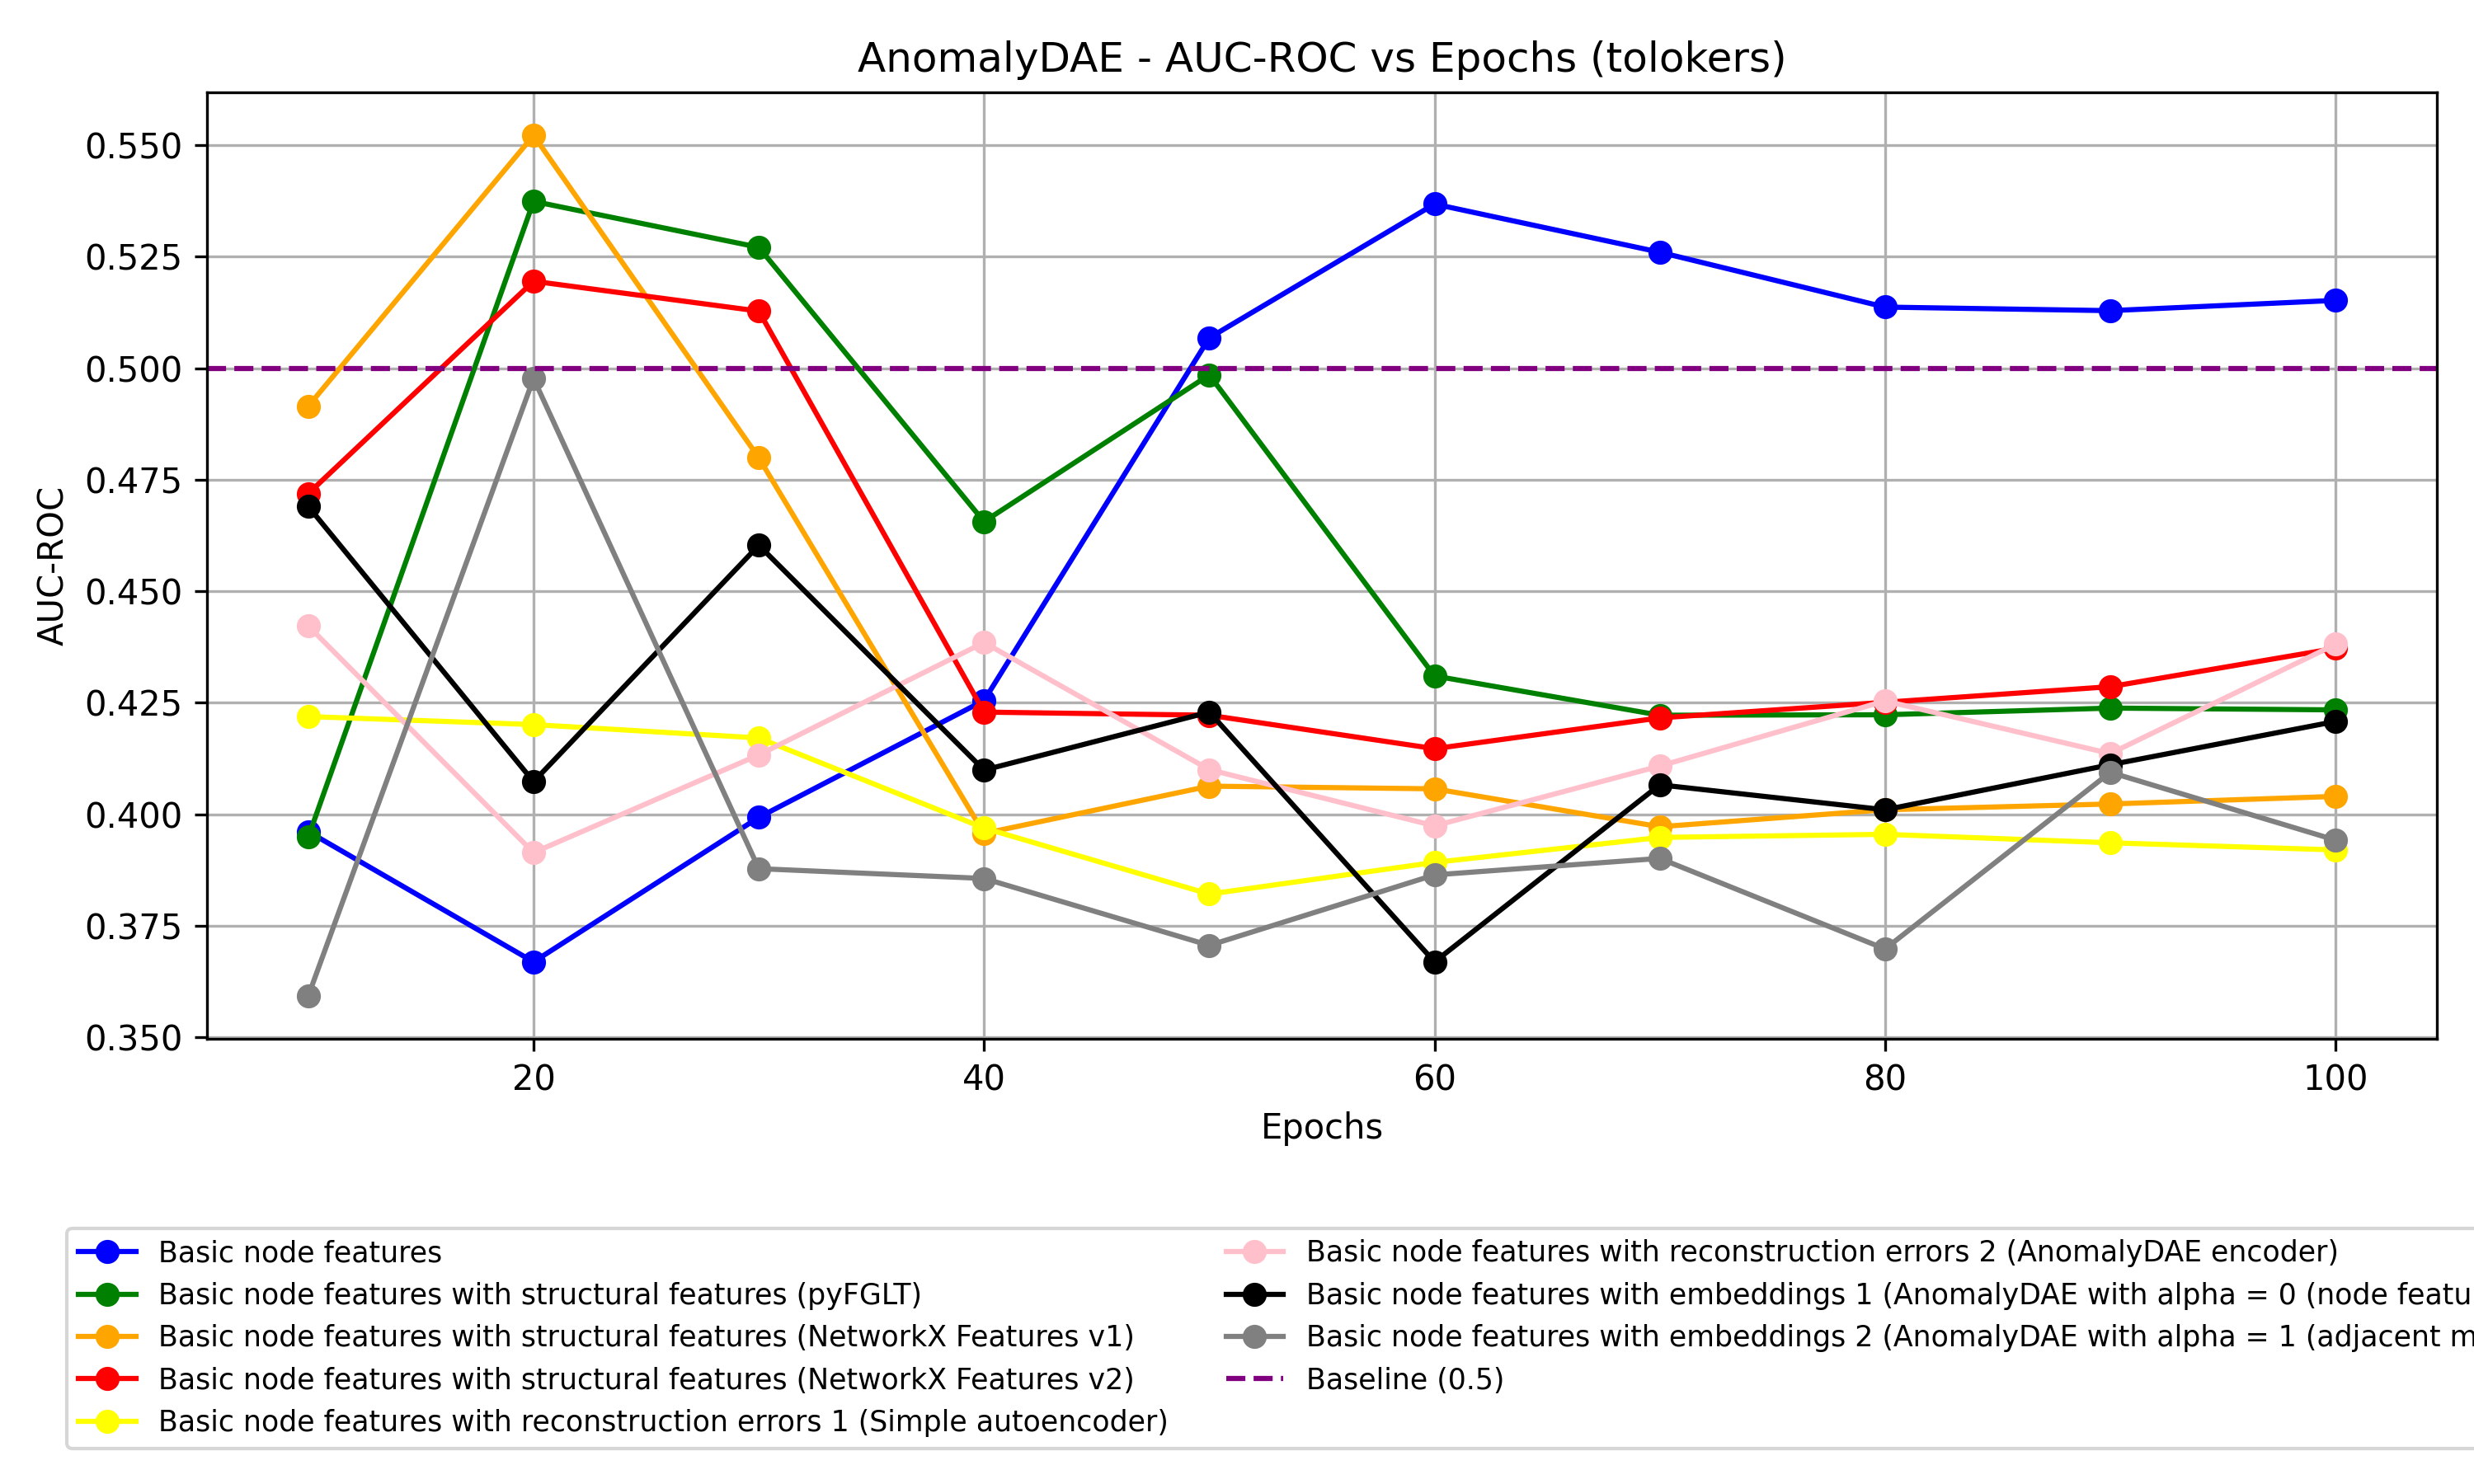 AnomalyDAE - AUC-ROC vs Epochs (tolokers)
0.550
0.525
0.500
0.475
0.450
0.425
0.400
0.375
0.350
AUC-ROC
20 40 60 80 100
Epochs
Basic node features
Basic node features with structural features (pyFGLT)
Basic node features with structural features (NetworkX Features v1)
Basic node features with structural features (NetworkX Features v2)
Basic node features with reconstruction errors 1 (Simple autoencoder)
Basic node features with reconstruction errors 2 (AnomalyDAE encoder)
Basic node features with embeddings 1 (AnomalyDAE with alpha = 0 (node featu
Basic node features with embeddings 2 (AnomalyDAE with alpha = 1 (adjacent m
Baseline (0.5)